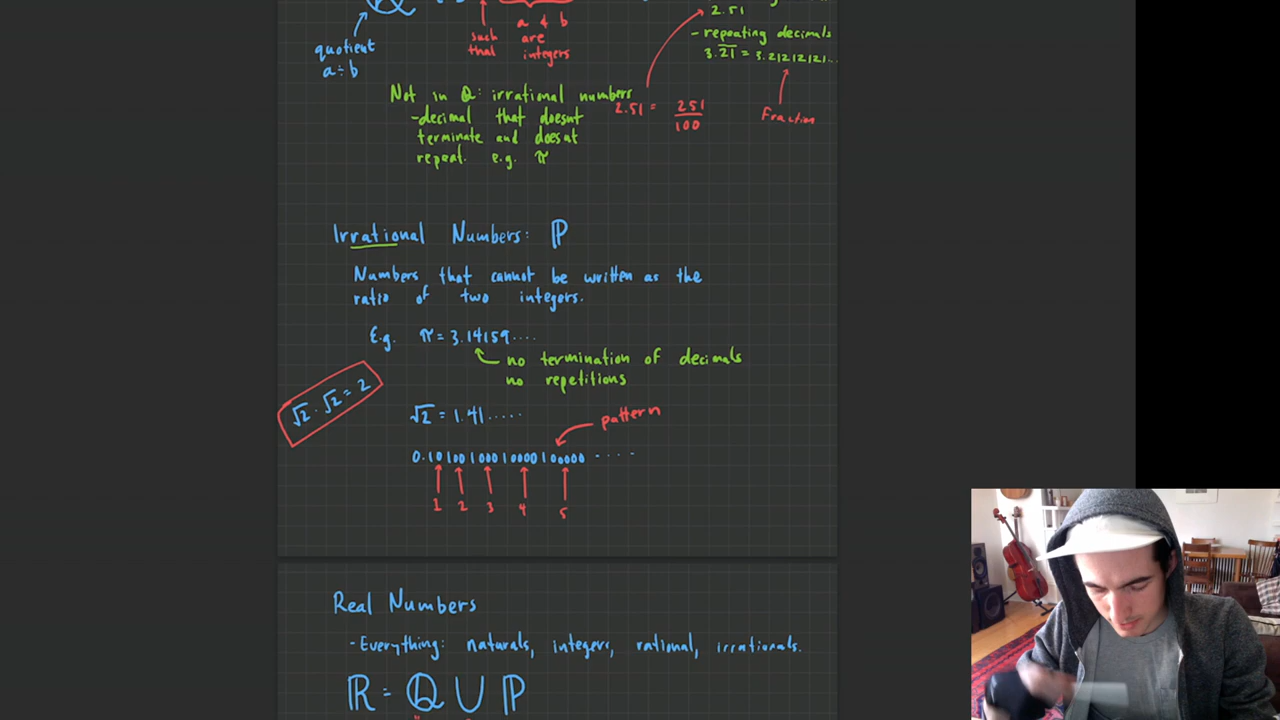 2.51
such
that
a & b
are
integers
quotient
a ÷ b
- repeating decimals
3.21 = 3.21212121...
Not in ℚ: irrational numbers
-decimal that doesnt
terminate and doesnt
repeat. e.g. π
2.51 = 251/100
Fraction
Irrational Numbers: ℙ
Numbers that cannot be written as the
ratio of two integers.
E.g. π = 3.14159....
no termination of decimals
no repetitions
√2 · √2 = 2
√2 = 1.41.....
pattern
0.10100100010000100000 ....
1 2 3 4 5
Real Numbers
- Everything: naturals, integers, rational, irrationals.
ℝ = ℚ ∪ ℙ